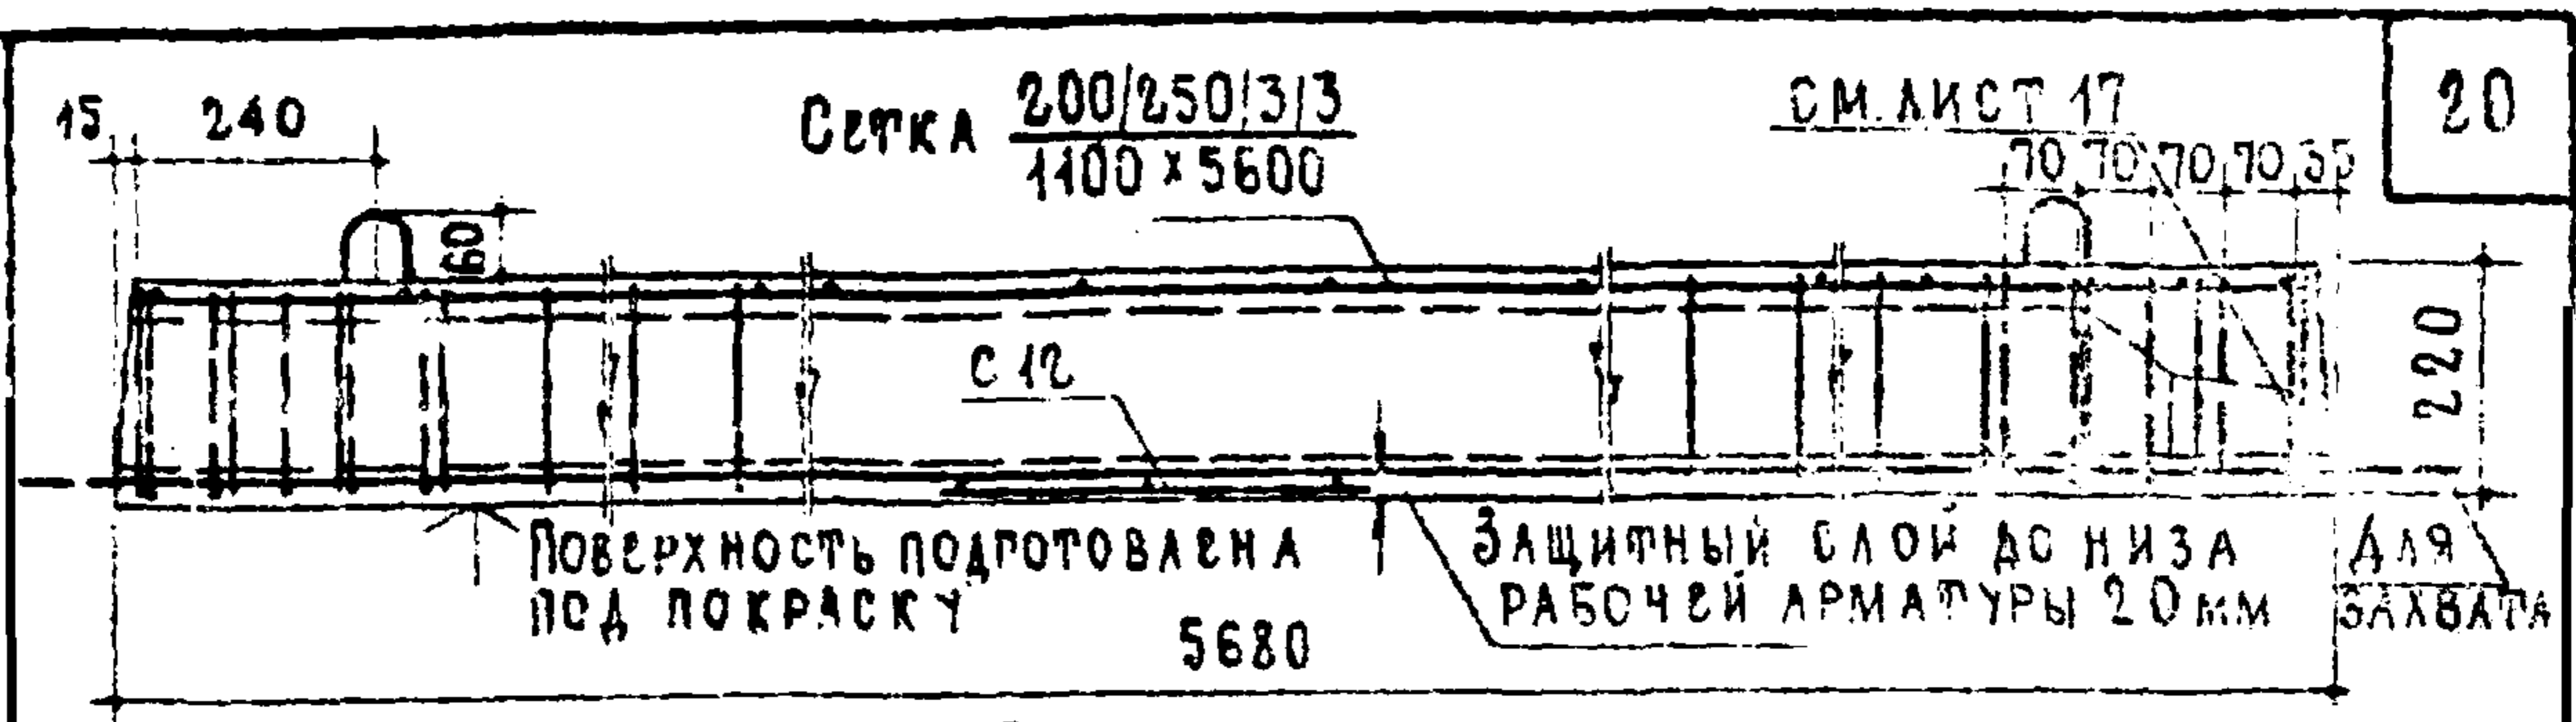 15 240
Сетка 200/250/3/3
1100 х 5600
см. лист 17
20
70 70 70 70 35
60
220
С 12
Поверхность подготовлена
под покраску
Защитный слой до низа
рабочей арматуры 20 мм
Для
захвата
5680